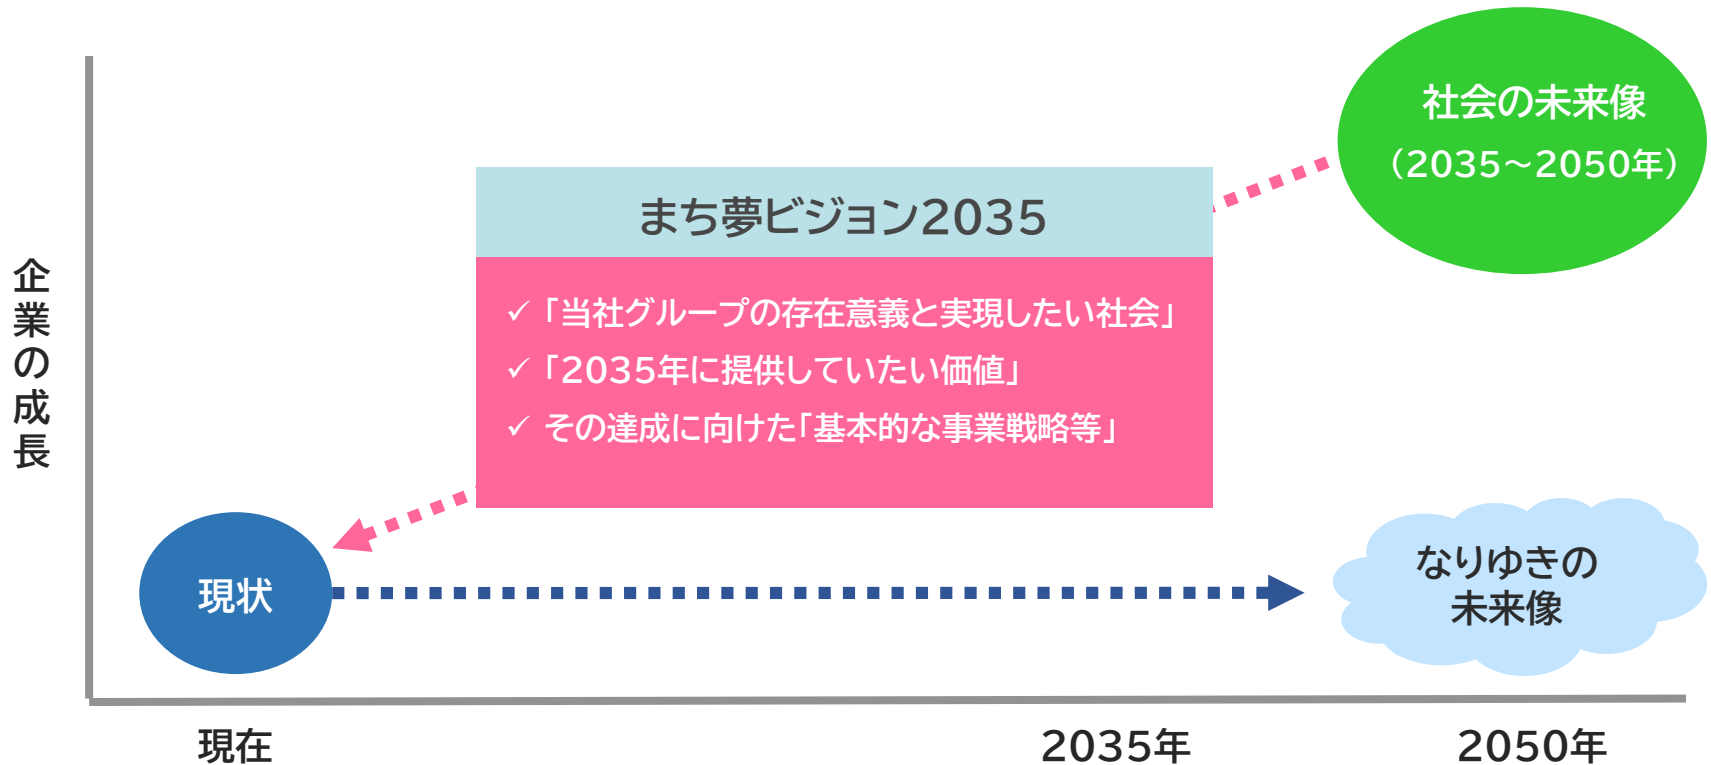 社会の未来像
（2035～2050年）
まち夢ビジョン2035
✓ 「当社グループの存在意義と実現したい社会」
✓ 「2035年に提供していたい価値」
✓ その達成に向けた「基本的な事業戦略等」
企業の成長
現状
なりゆきの
未来像
現在
2035年
2050年